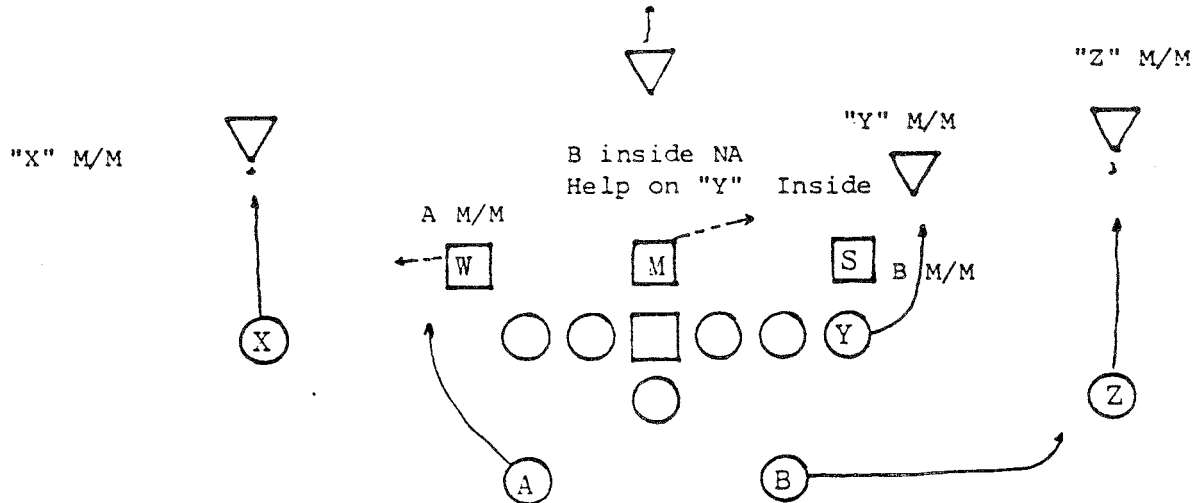 "Z" M/M
"Y" M/M
"X" M/M
B inside NA
Help on "Y" Inside
A M/M
W
M
S
B M/M
X
Y
Z
A
B